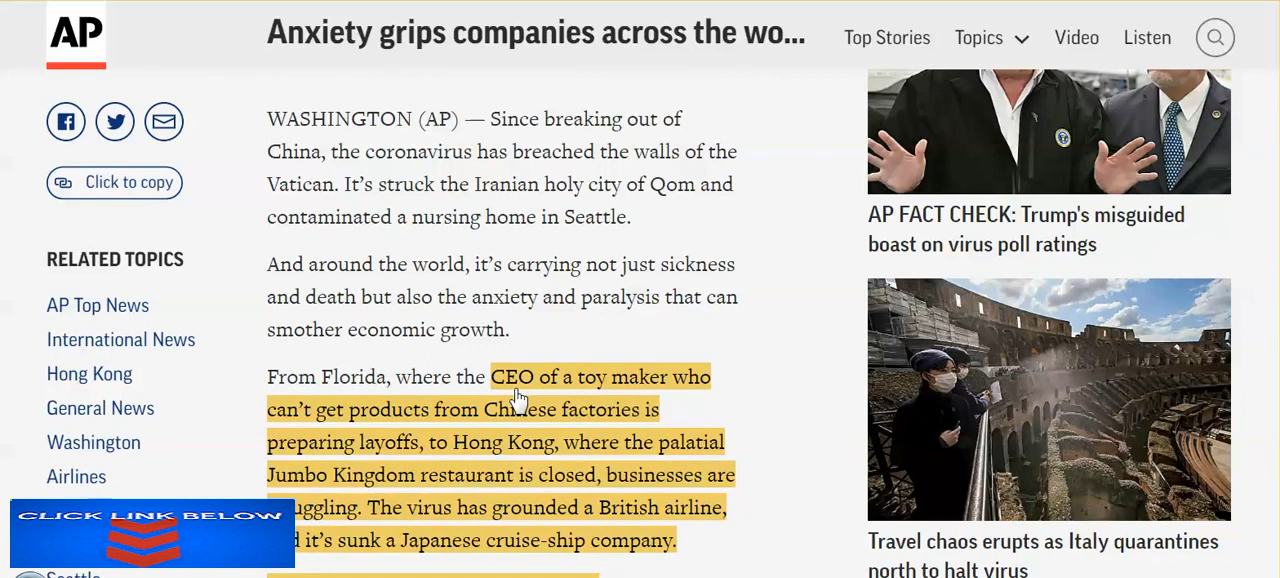 AP
Anxiety grips companies across the wo...
Top Stories
Topics
Video
Listen
Click to copy
RELATED TOPICS
AP Top News
International News
Hong Kong
General News
Washington
Airlines
CLICK LINK BELOW
Seattle
WASHINGTON (AP) — Since breaking out of
China, the coronavirus has breached the walls of the
Vatican. It’s struck the Iranian holy city of Qom and
contaminated a nursing home in Seattle.
And around the world, it’s carrying not just sickness
and death but also the anxiety and paralysis that can
smother economic growth.
From Florida, where the CEO of a toy maker who
can’t get products from Chinese factories is
preparing layoffs, to Hong Kong, where the palatial
Jumbo Kingdom restaurant is closed, businesses are
uggling. The virus has grounded a British airline,
d it’s sunk a Japanese cruise-ship company.
AP FACT CHECK: Trump's misguided
boast on virus poll ratings
Travel chaos erupts as Italy quarantines
north to halt virus